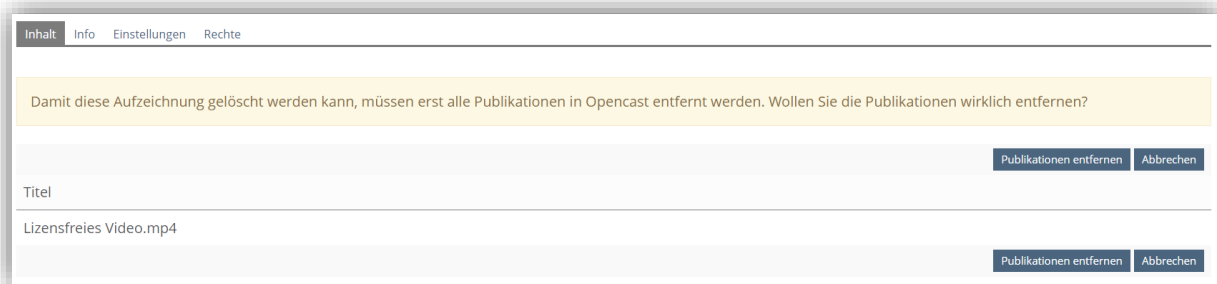 Inhalt Info Einstellungen Rechte
Damit diese Aufzeichnung gelöscht werden kann, müssen erst alle Publikationen in Opencast entfernt werden. Wollen Sie die Publikationen wirklich entfernen?
Publikationen entfernen Abbrechen
Titel
Lizensfreies Video.mp4
Publikationen entfernen Abbrechen